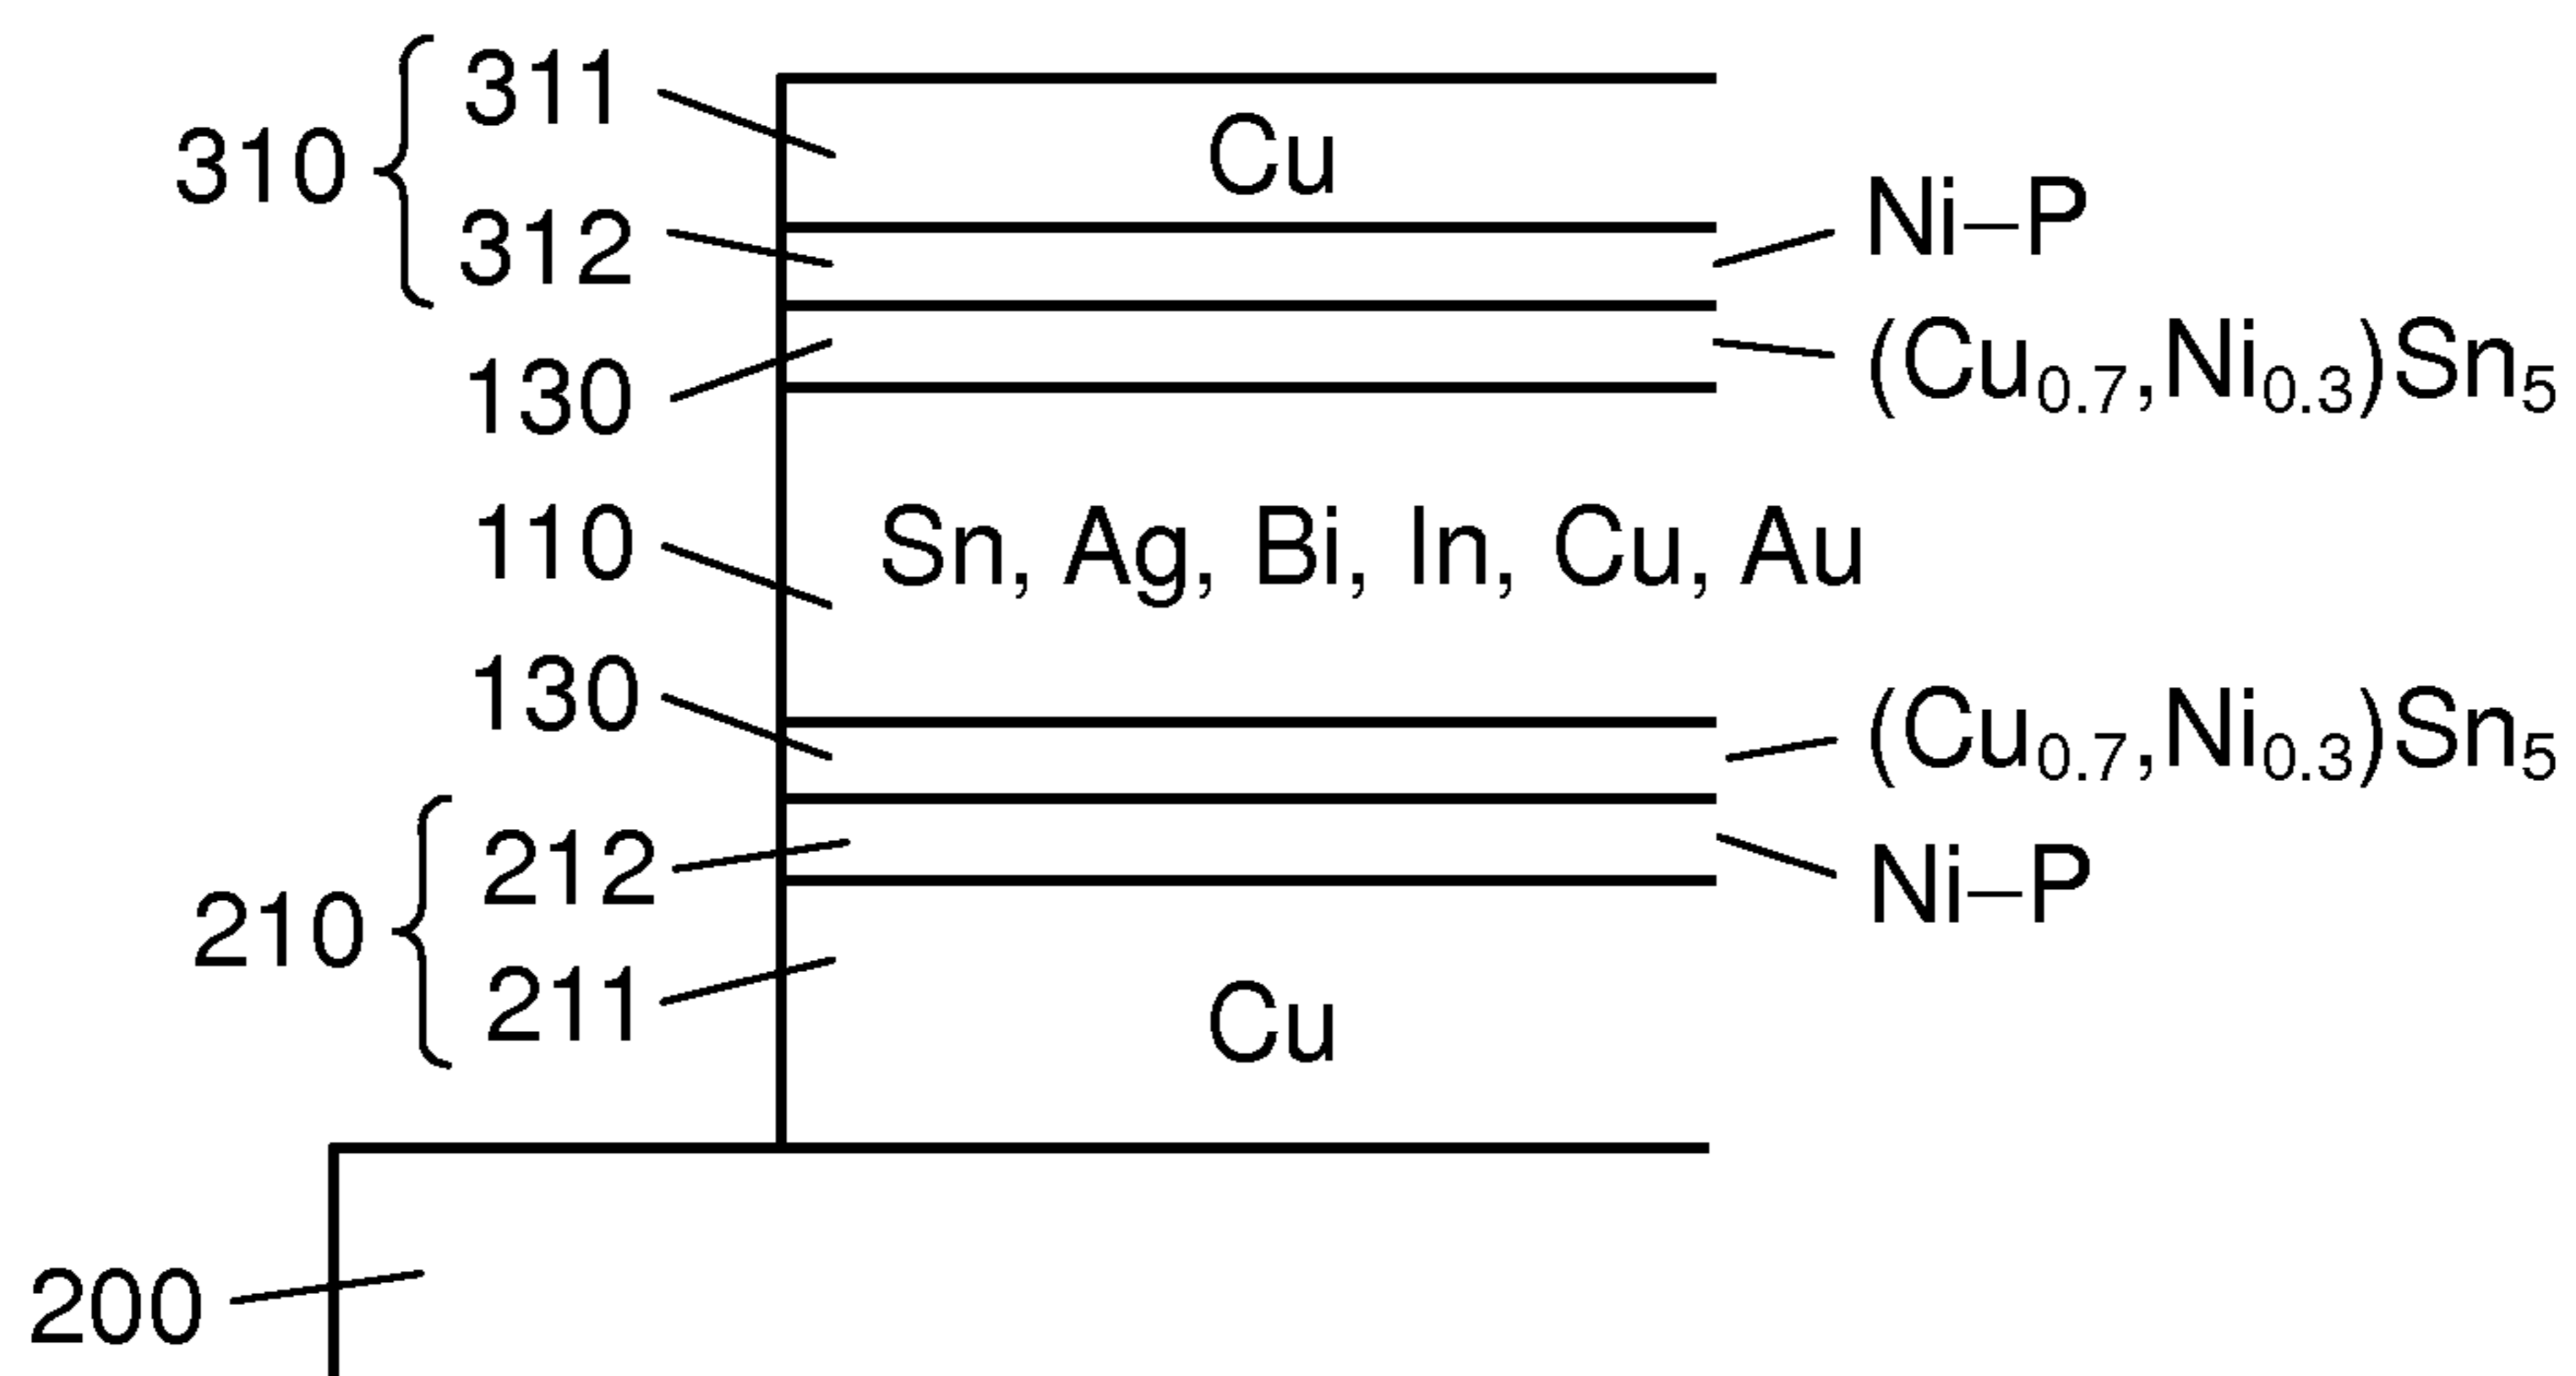 311
Cu
310
Ni–P
312
(Cu0.7,Ni0.3)Sn5
130
110
Sn, Ag, Bi, In, Cu, Au
130
(Cu0.7,Ni0.3)Sn5
212
Ni–P
210
211
Cu
200